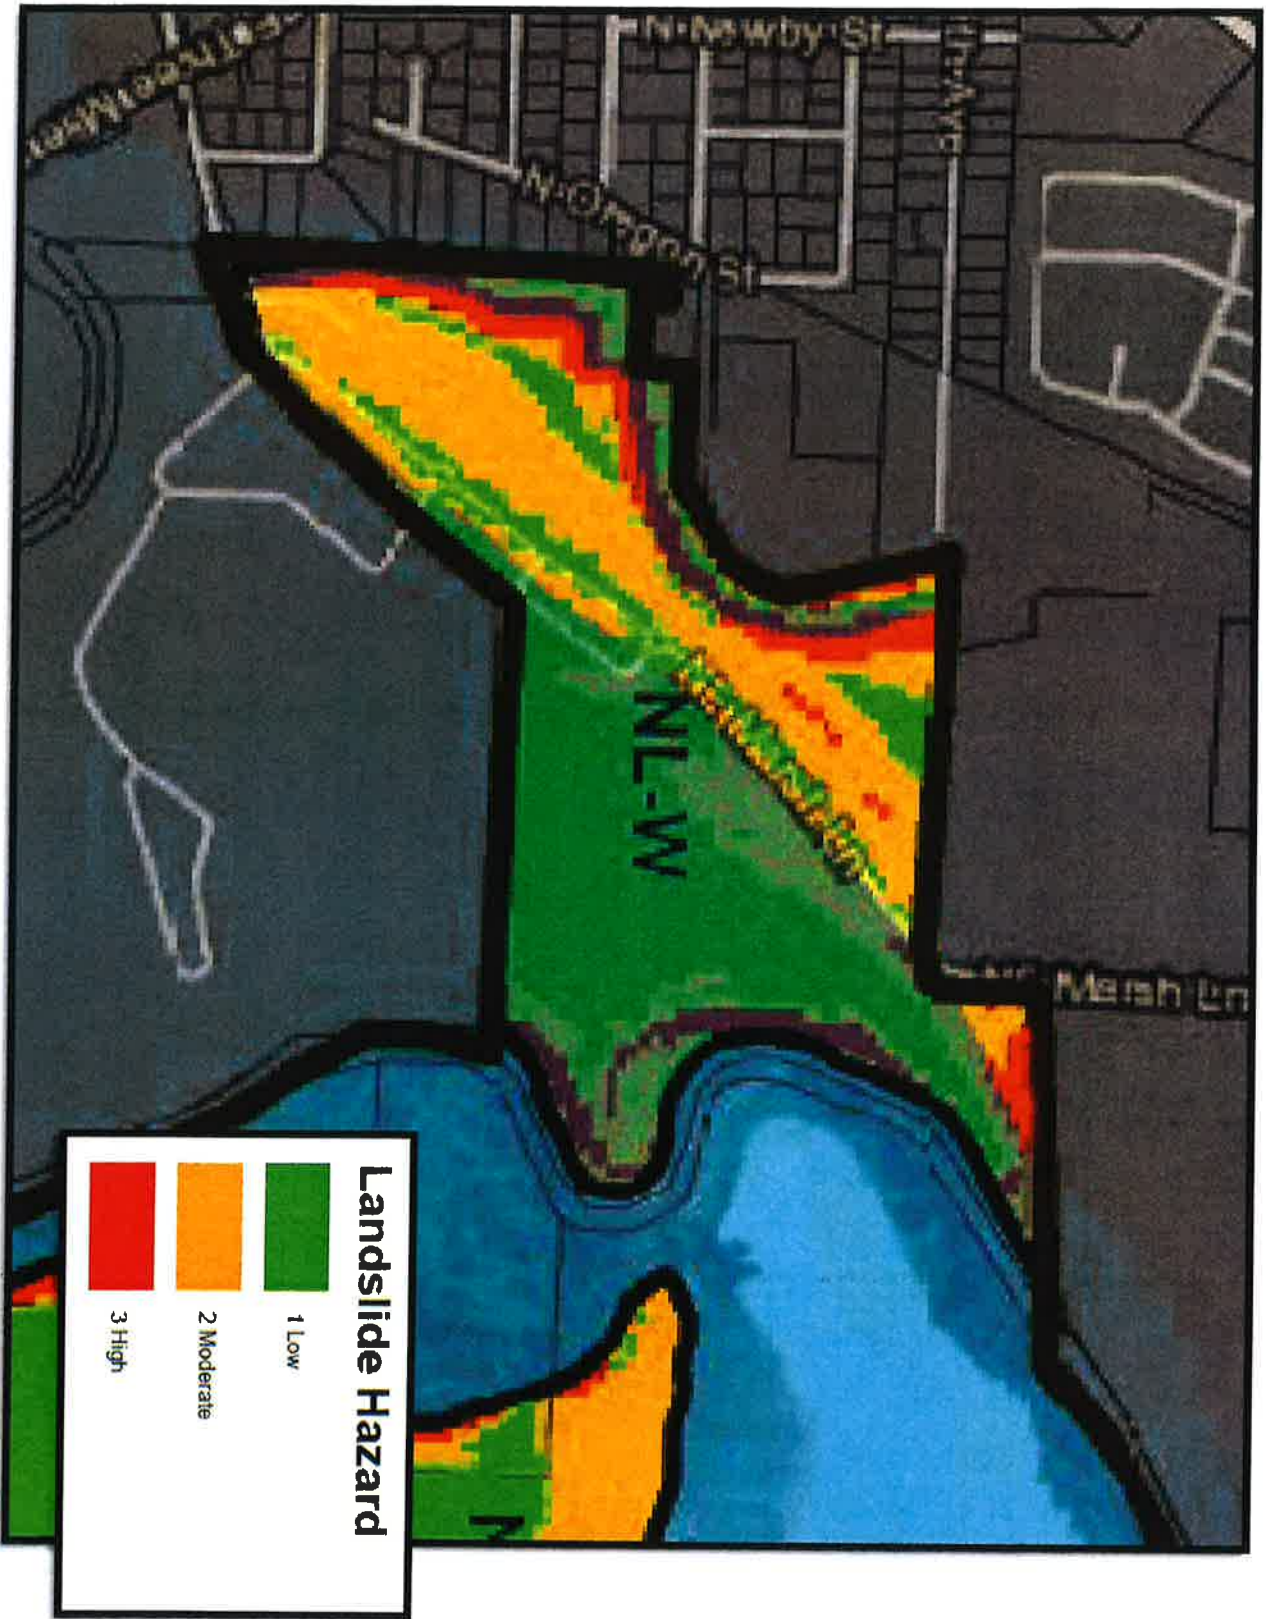 N Newby St
N Oregon St
Marsh Ln
NL-W
Landslide Hazard
1 Low
2 Moderate
3 High
N